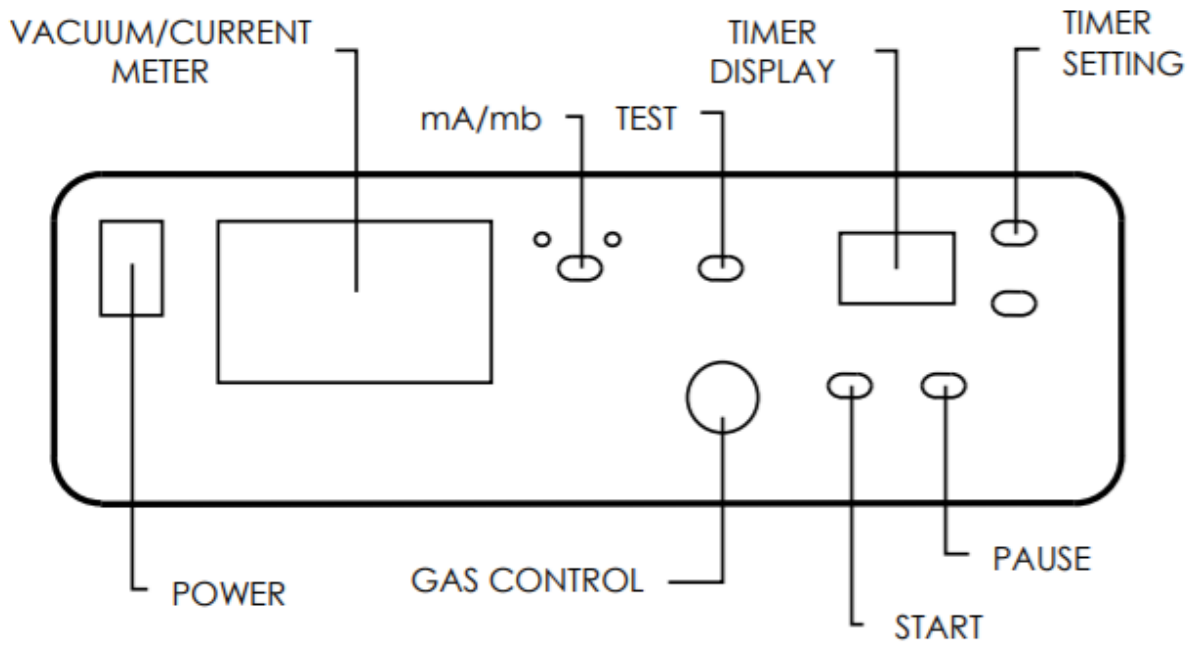 VACUUM/CURRENT
METER
mA/mb
TEST
TIMER
DISPLAY
TIMER
SETTING
POWER
GAS CONTROL
START
PAUSE